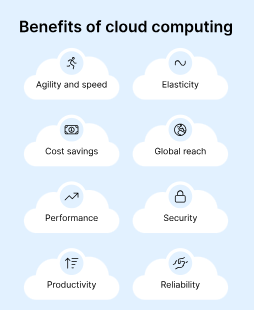 Benefits of cloud computing
Agility and speed
Elasticity
Cost savings
Global reach
Performance
Security
Productivity
Reliability